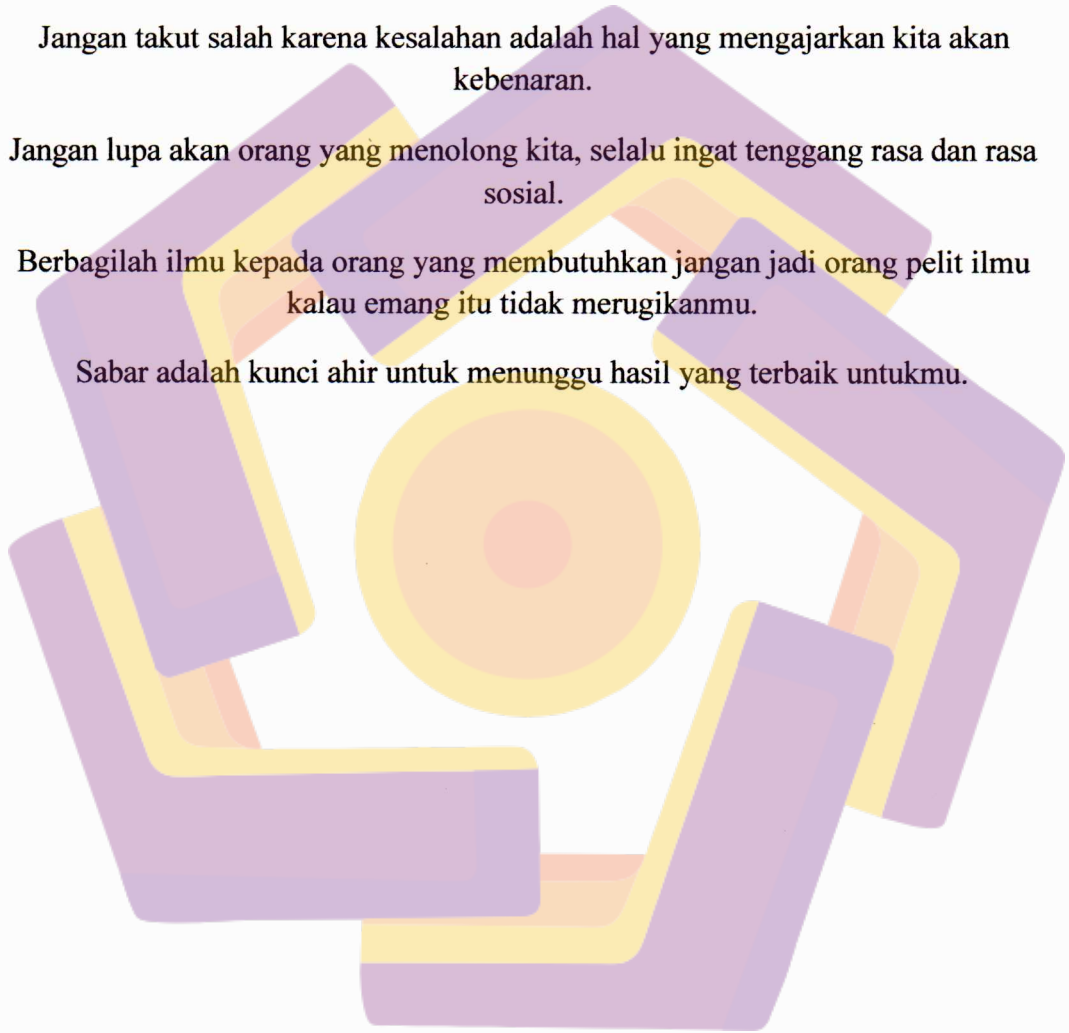 Jangan takut salah karena kesalahan adalah hal yang mengajarkan kita akan
kebenaran.
Jangan lupa akan orang yang menolong kita, selalu ingat tenggang rasa dan rasa
sosial.
Berbagilah ilmu kepada orang yang membutuhkan jangan jadi orang pelit ilmu
kalau emang itu tidak merugikanmu.
Sabar adalah kunci ahir untuk menunggu hasil yang terbaik untukmu.